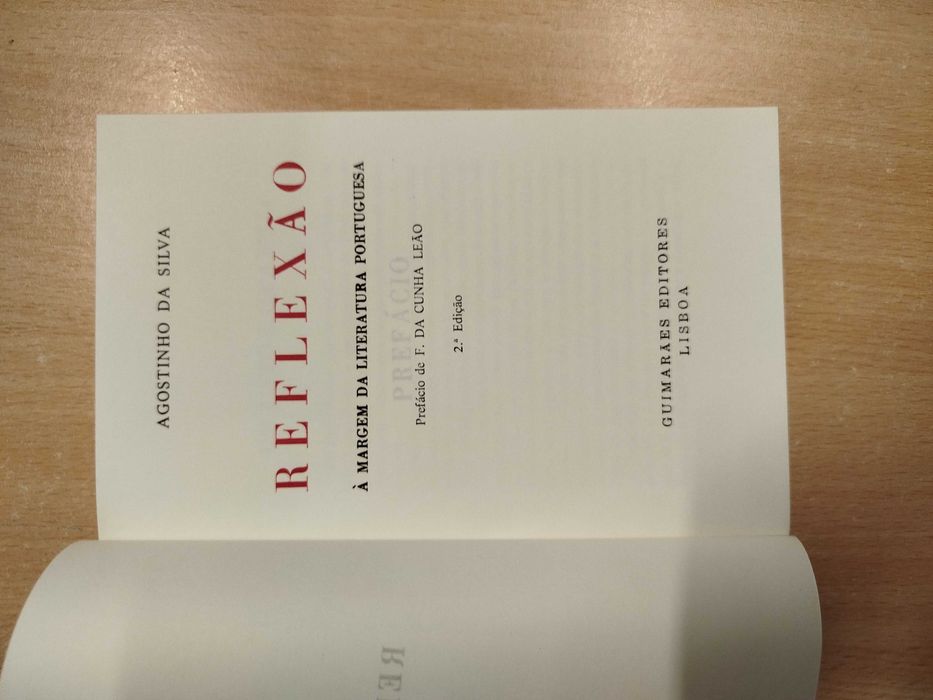 AGOSTINHO DA SILVA
REFLEXÃO
À MARGEM DA LITERATURA PORTUGUESA
Prefácio de F. DA CUNHA LEÃO
2.ª Edição
GUIMARÃES EDITORES
LISBOA
PREFÁCIO
RE